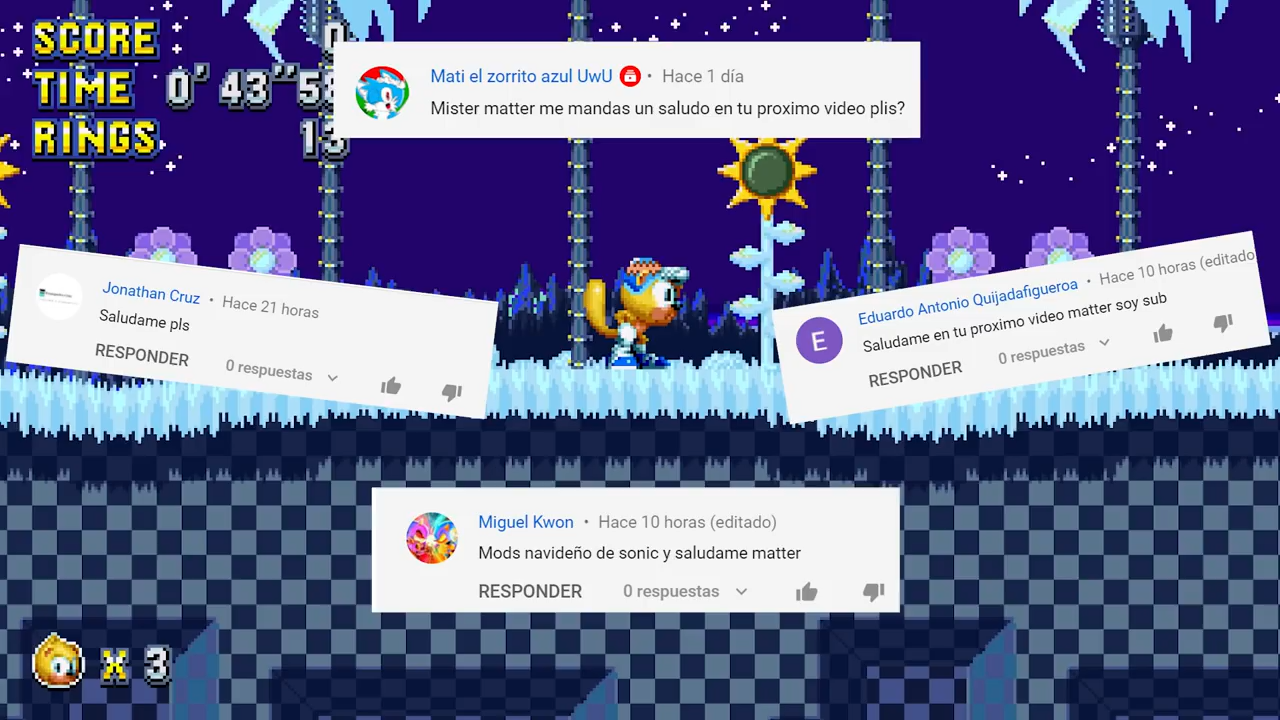 SCORE 0
TIME 0'43"58
RINGS 13
Mati el zorrito azul UwU • Hace 1 día
Mister matter me mandas un saludo en tu proximo video plis?
Jonathan Cruz • Hace 21 horas
Saludame pls
RESPONDER 0 respuestas
E
Eduardo Antonio Quijadafigueroa • Hace 10 horas (editado
Saludame en tu proximo video matter soy sub
RESPONDER 0 respuestas
Miguel Kwon • Hace 10 horas (editado)
Mods navideño de sonic y saludame matter
RESPONDER 0 respuestas
X 3